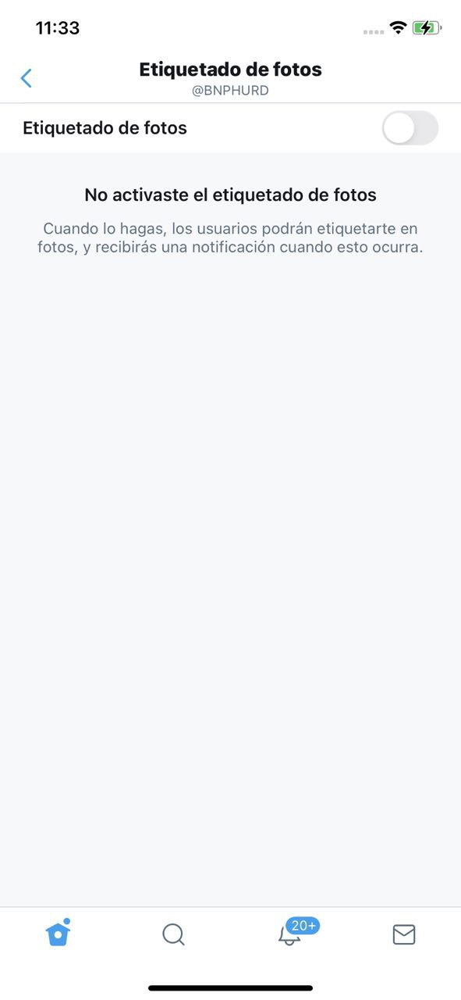 11:33
Etiquetado de fotos
@BNPHURD
Etiquetado de fotos
No activaste el etiquetado de fotos
Cuando lo hagas, los usuarios podrán etiquetarte en
fotos, y recibirás una notificación cuando esto ocurra.
20+